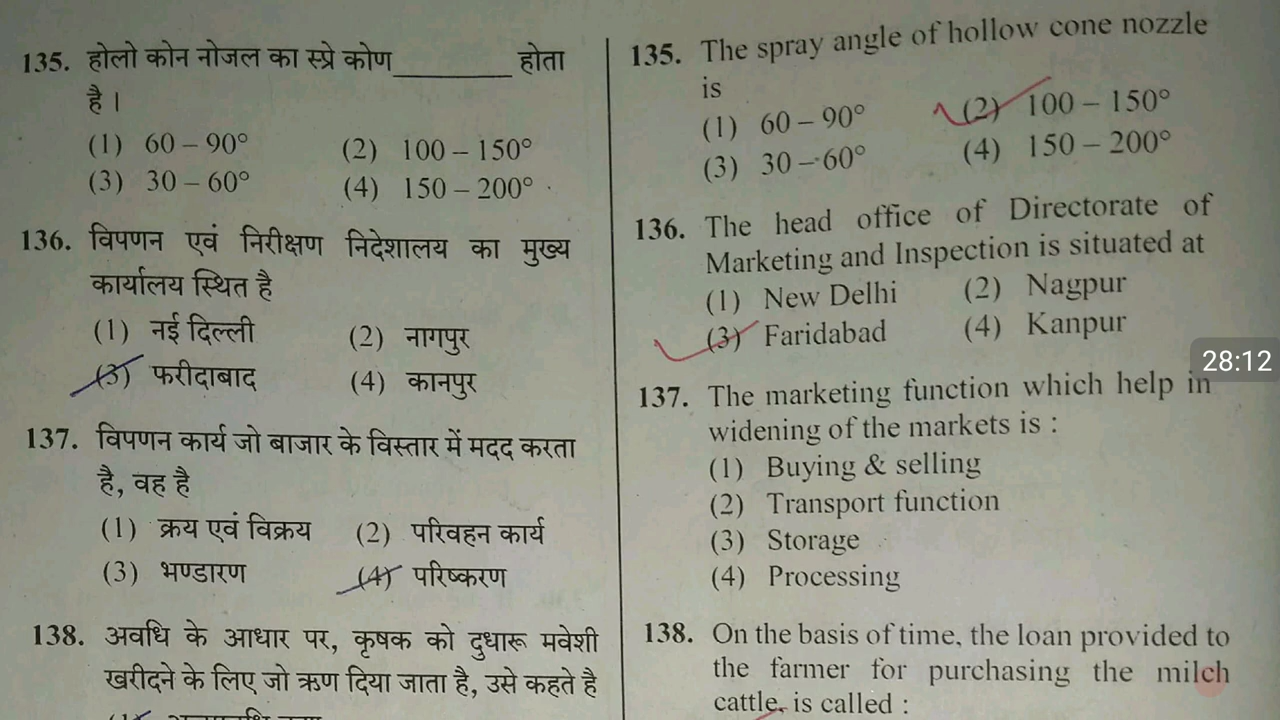 135. होलो कोन नोजल का स्प्रे कोण________ होता
है ।
(1) 60 – 90° (2) 100 – 150°
(3) 30 – 60° (4) 150 – 200°
136. विपणन एवं निरीक्षण निदेशालय का मुख्य
कार्यालय स्थित है
(1) नई दिल्ली (2) नागपुर
(3) फरीदाबाद (4) कानपुर
137. विपणन कार्य जो बाजार के विस्तार में मदद करता
है, वह है
(1) क्रय एवं विक्रय (2) परिवहन कार्य
(3) भण्डारण (4) परिष्करण
138. अवधि के आधार पर, कृषक को दुधारू मवेशी
खरीदने के लिए जो ऋण दिया जाता है, उसे कहते है
135. The spray angle of hollow cone nozzle
is
(1) 60 – 90° (2) 100 – 150°
(3) 30 – 60° (4) 150 – 200°
136. The head office of Directorate of
Marketing and Inspection is situated at
(1) New Delhi (2) Nagpur
(3) Faridabad (4) Kanpur
137. The marketing function which help in
widening of the markets is :
(1) Buying & selling
(2) Transport function
(3) Storage
(4) Processing
138. On the basis of time, the loan provided to
the farmer for purchasing the milch
cattle, is called :
28:12